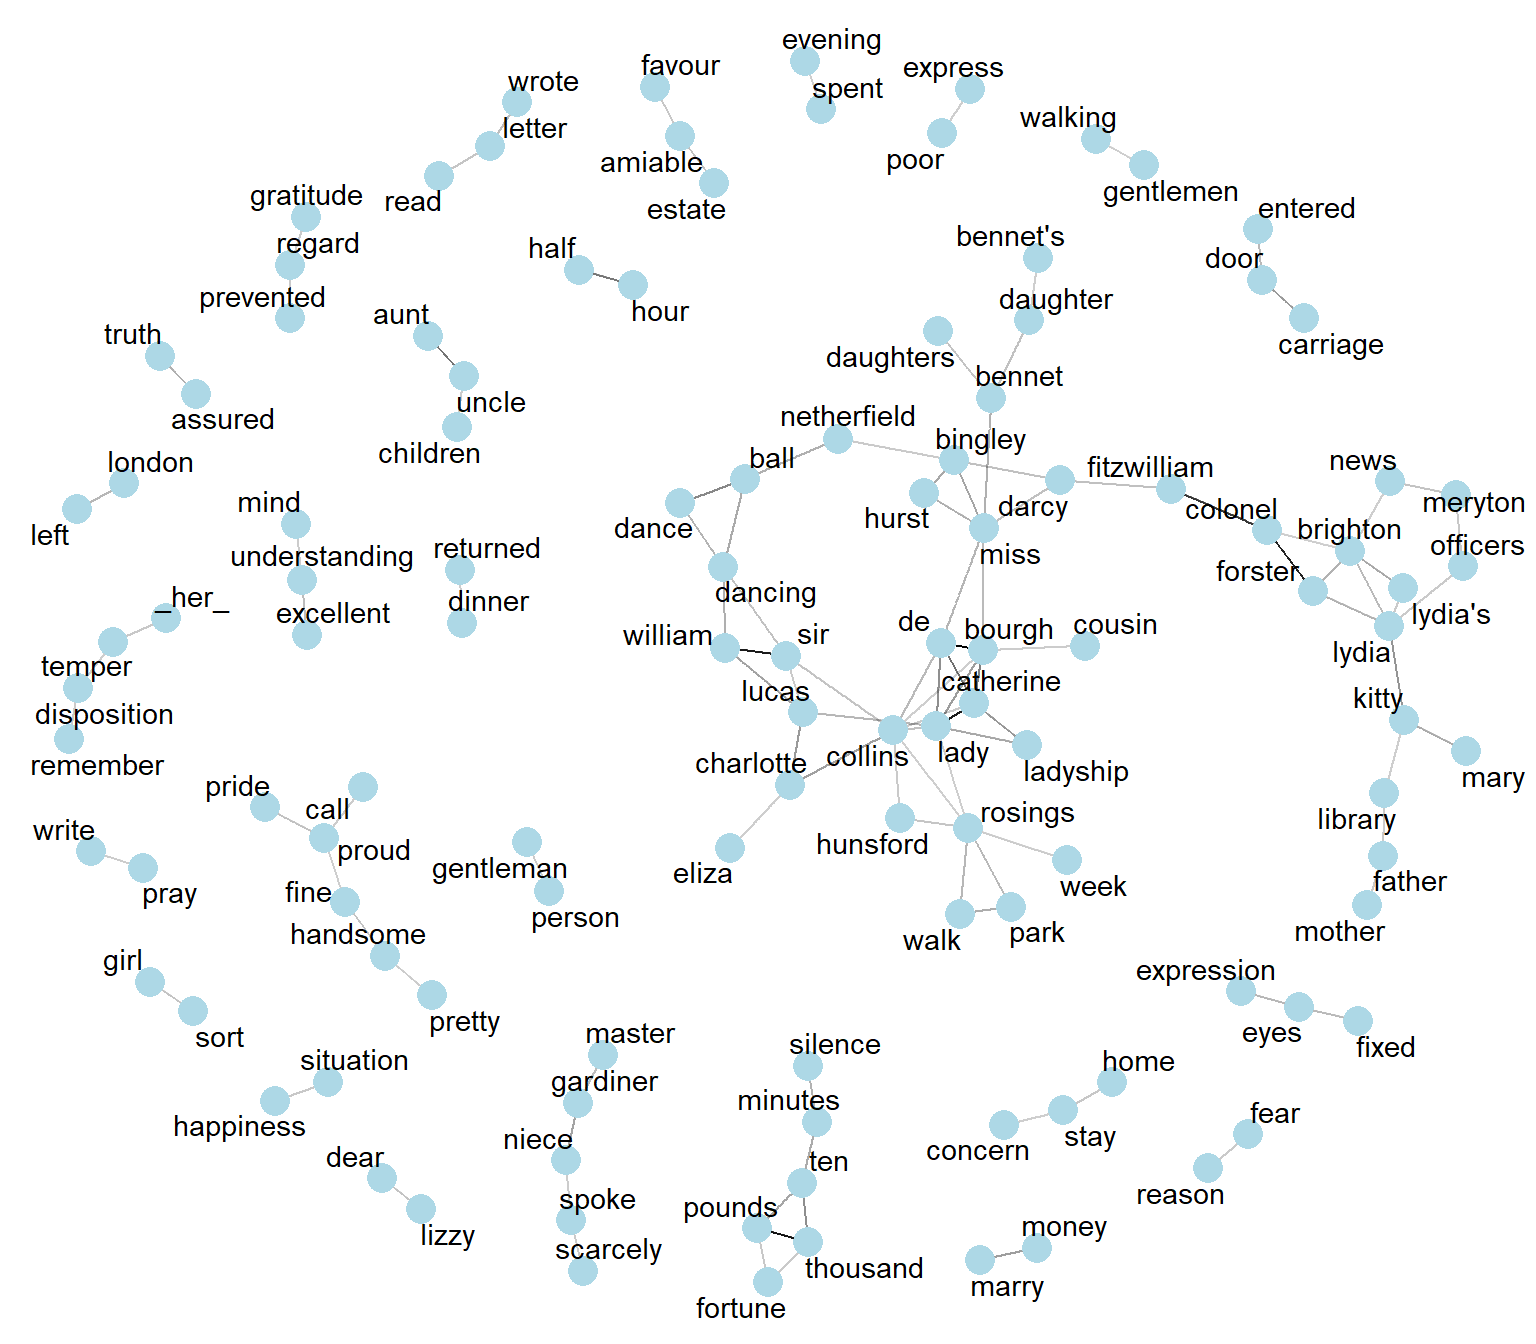 evening
favour
express
wrote
spent
walking
letter
amiable
poor
gentlemen
gratitude
read
estate
entered
regard
half
bennet's
door
prevented
hour
daughter
aunt
truth
daughters
carriage
bennet
uncle
assured
netherfield
children
bingley
ball
london
news
fitzwilliam
mind
meryton
darcy
colonel
hurst
dance
brighton
left
returned
officers
understanding
miss
forster
dancing
_her_
dinner
excellent
lydia's
de
bourgh
cousin
william
sir
lydia
temper
catherine
lucas
kitty
disposition
lady
collins
charlotte
remember
ladyship
mary
pride
call
rosings
library
write
proud
hunsford
gentleman
eliza
father
week
fine
pray
person
handsome
walk
park
mother
girl
expression
pretty
sort
master
eyes
silence
fixed
situation
home
gardiner
minutes
happiness
fear
niece
stay
concern
dear
ten
reason
spoke
pounds
money
lizzy
scarcely
thousand
marry
fortune